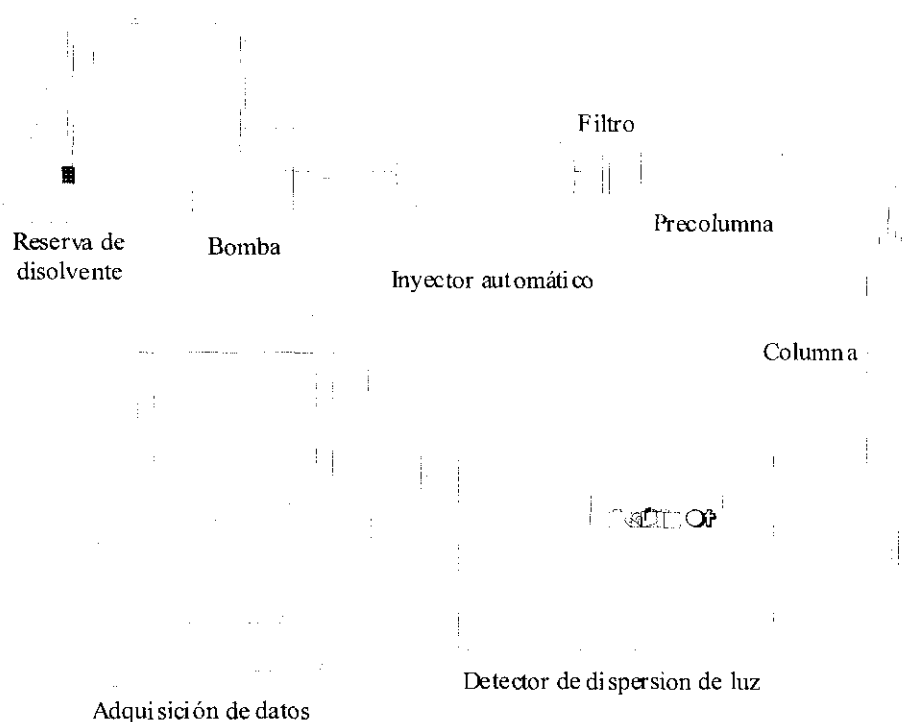 Filtro
Precolumna
Reserva de
disolvente
Bomba
Inyector automático
Columna
Detector de dispersion de luz
Adquisición de datos